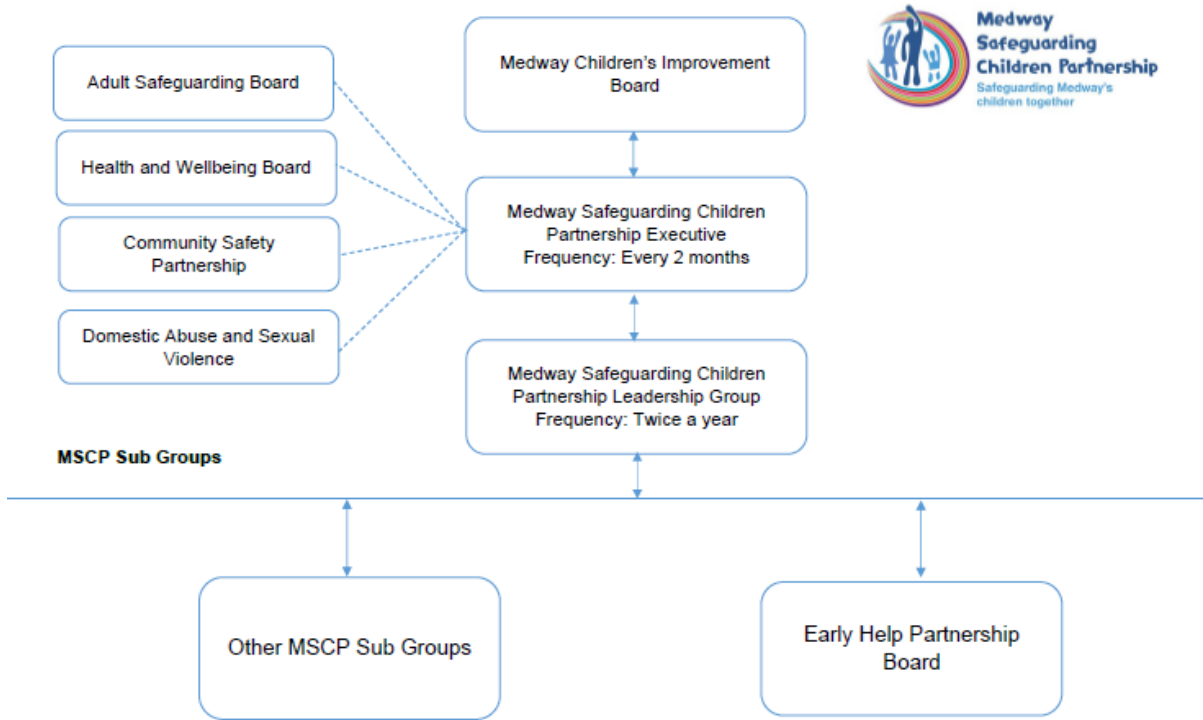 Medway
Safeguarding
Children Partnership
Safeguarding Medway's
children together
Adult Safeguarding Board
Health and Wellbeing Board
Community Safety
Partnership
Domestic Abuse and Sexual
Violence
Medway Children's Improvement
Board
Medway Safeguarding Children
Partnership Executive
Frequency: Every 2 months
Medway Safeguarding Children
Partnership Leadership Group
Frequency: Twice a year
MSCP Sub Groups
Other MSCP Sub Groups
Early Help Partnership
Board